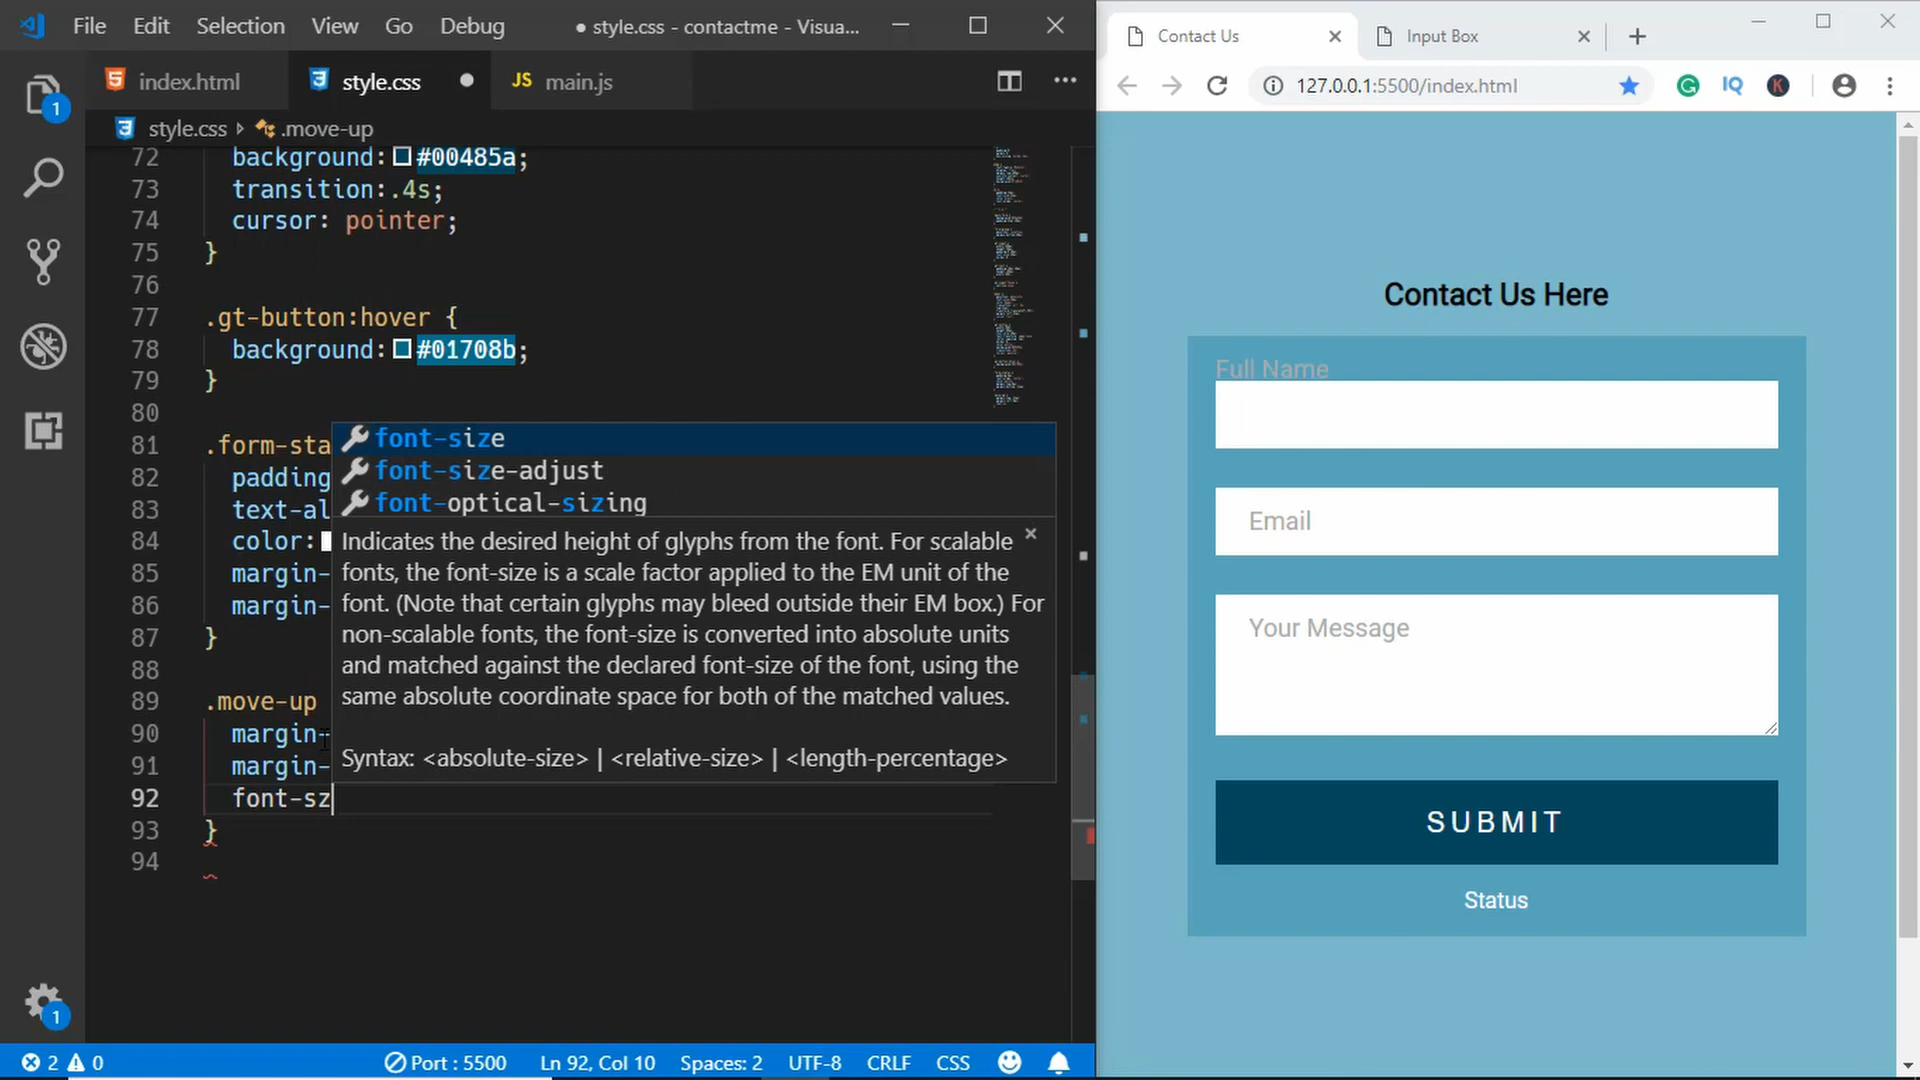 File Edit Selection View Go Debug ● style.css - contactme - Visua...
index.html style.css ● JS main.js
style.css .move-up
72 background: #00485a;
73 transition:.4s;
74 cursor: pointer;
75 }
76
77 .gt-button:hover {
78 background: #01708b;
79 }
80
81 .form-sta
82 padding
83 text-al
84 color:
85 margin-
86 margin-
87 }
88
89 .move-up
90 margin-
91 margin-
92 font-sz
93 }
94
font-size
font-size-adjust
font-optical-sizing
Indicates the desired height of glyphs from the font. For scalable
fonts, the font-size is a scale factor applied to the EM unit of the
font. (Note that certain glyphs may bleed outside their EM box.) For
non-scalable fonts, the font-size is converted into absolute units
and matched against the declared font-size of the font, using the
same absolute coordinate space for both of the matched values.
Syntax: <absolute-size> | <relative-size> | <length-percentage>
1
1
2 0 Port : 5500 Ln 92, Col 10 Spaces: 2 UTF-8 CRLF CSS
Contact Us Input Box
127.0.0.1:5500/index.html
IQ K
Contact Us Here
Full Name
Email
Your Message
SUBMIT
Status